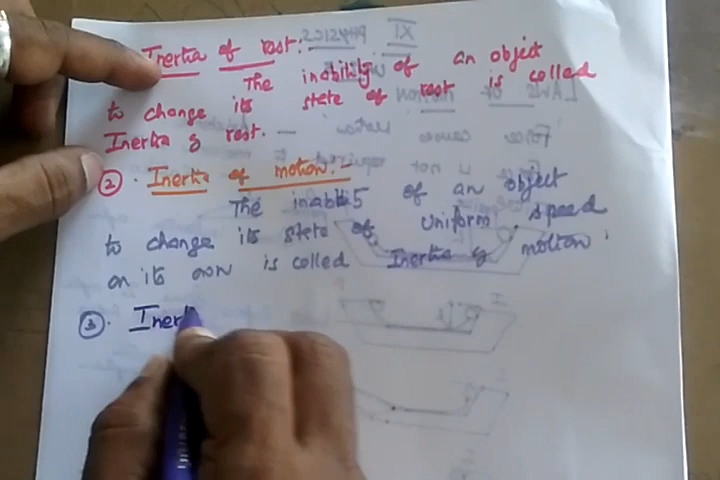 Inertia of rest:-
The inability of an object
to change its state of rest is called
Inertia of rest.
② Inertia of motion:-
The inabili5 of an object
to change its state of uniform speed
on its own is called Inertia of motion.
③. Inert